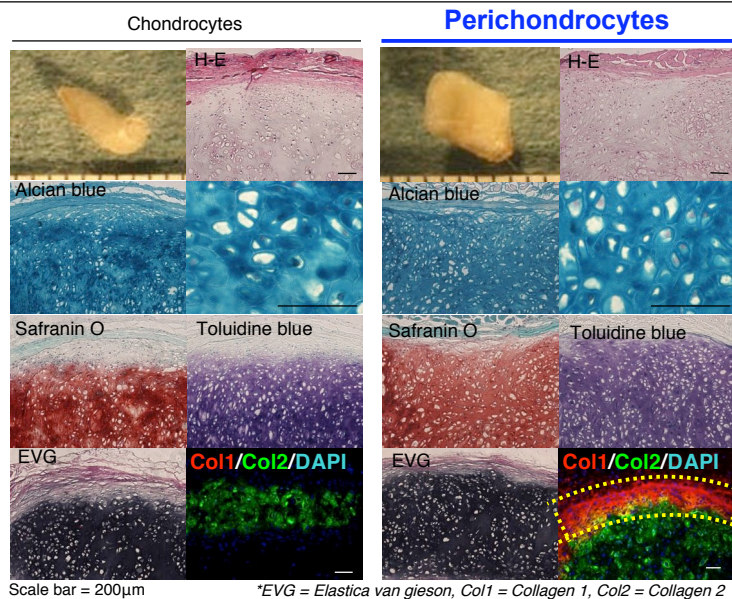 Chondrocytes
Perichondrocytes
H-E
H-E
Alcian blue
Alcian blue
Safranin O
Toluidine blue
Safranin O
Toluidine blue
EVG
Col1/Col2/DAPI
EVG
Col1/Col2/DAPI
Scale bar = 200μm
*EVG = Elastica van gieson, Col1 = Collagen 1, Col2 = Collagen 2